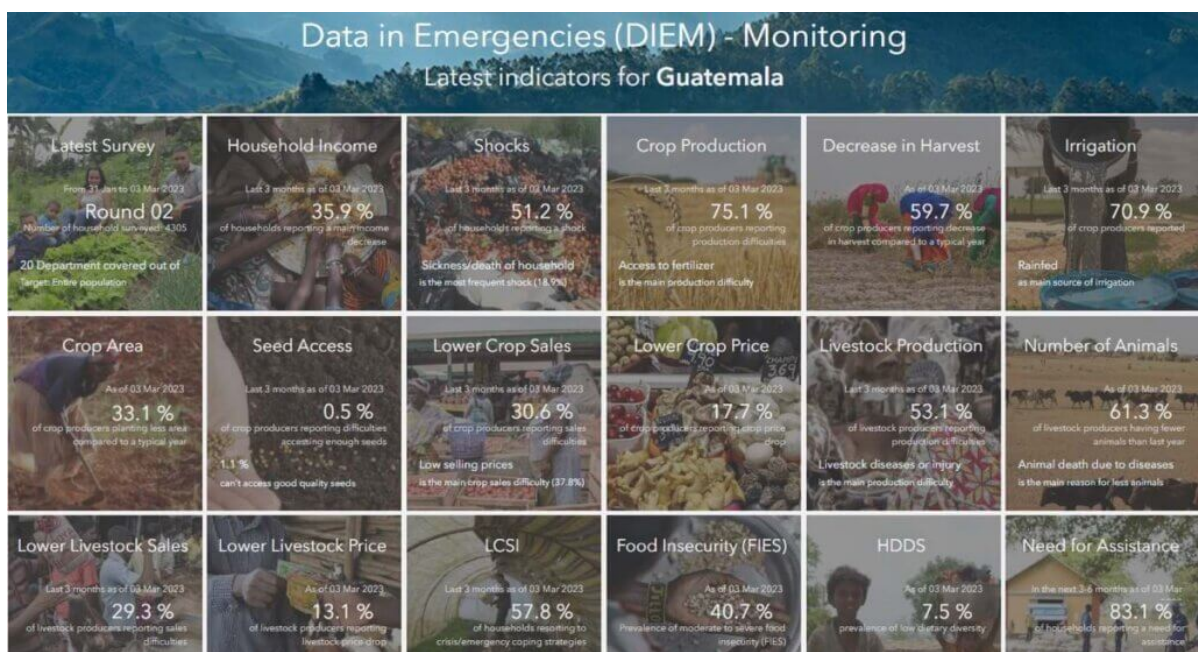 Data in Emergencies (DIEM) - Monitoring
Latest indicators for Guatemala
Latest Survey
From 31 Jan to 03 Mar 2023
Round 02
Number of household surveyed: 4305
20 Department covered out of
Target: Entire population
Household Income
Last 3 months as of 03 Mar 2023
35.9 %
of households reporting a main income
decrease
Shocks
Last 3 months as of 03 Mar 2023
51.2 %
of households reporting a shock
Sickness/death of household
is the most frequent shock (18.9%)
Crop Production
Last 3 months as of 03 Mar 2023
75.1 %
of crop producers reporting
production difficulties
Access to fertilizer
is the main production difficulty
Decrease in Harvest
As of 03 Mar 2023
59.7 %
of crop producers reporting decrease
in harvest compared to a typical year
Irrigation
Last 3 months as of 03 Mar 2023
70.9 %
of crop producers reported
Rainfed
as main source of irrigation
Crop Area
As of 03 Mar 2023
33.1 %
of crop producers planting less area
compared to a typical year
Seed Access
Last 3 months as of 03 Mar 2023
0.5 %
of crop producers reporting difficulties
accessing enough seeds
1.1 %
can't access good quality seeds
Lower Crop Sales
Last 3 months as of 03 Mar 2023
30.6 %
of crop producers reporting sales
difficulties
Low selling prices
is the main crop sales difficulty (37.8%)
Lower Crop Price
As of 03 Mar 2023
17.7 %
of crop producers reporting crop price
drop
Livestock Production
Last 3 months as of 03 Mar 2023
53.1 %
of livestock producers reporting
production difficulties
Livestock diseases or injury
is the main production difficulty
Number of Animals
As of 03 Mar 2023
61.3 %
of livestock producers having fewer
animals than last year
Animal death due to diseases
is the main reason for less animals
Lower Livestock Sales
Last 3 months as of 03 Mar 2023
29.3 %
of livestock producers reporting sales
difficulties
Lower Livestock Price
As of 03 Mar 2023
13.1 %
of livestock producers reporting
livestock price drop
LCSI
Last 3 months as of 03 Mar 2023
57.8 %
of households resorting to
crisis/emergency coping strategies
Food Insecurity (FIES)
As of 03 Mar 2023
40.7 %
Prevalence of moderate to severe food
insecurity (FIES)
HDDS
As of 03 Mar 2023
7.5 %
prevalence of low dietary diversity
Need for Assistance
In the next 3-6 months as of 03 Mar
83.1 %
of households reporting a need for
assistance